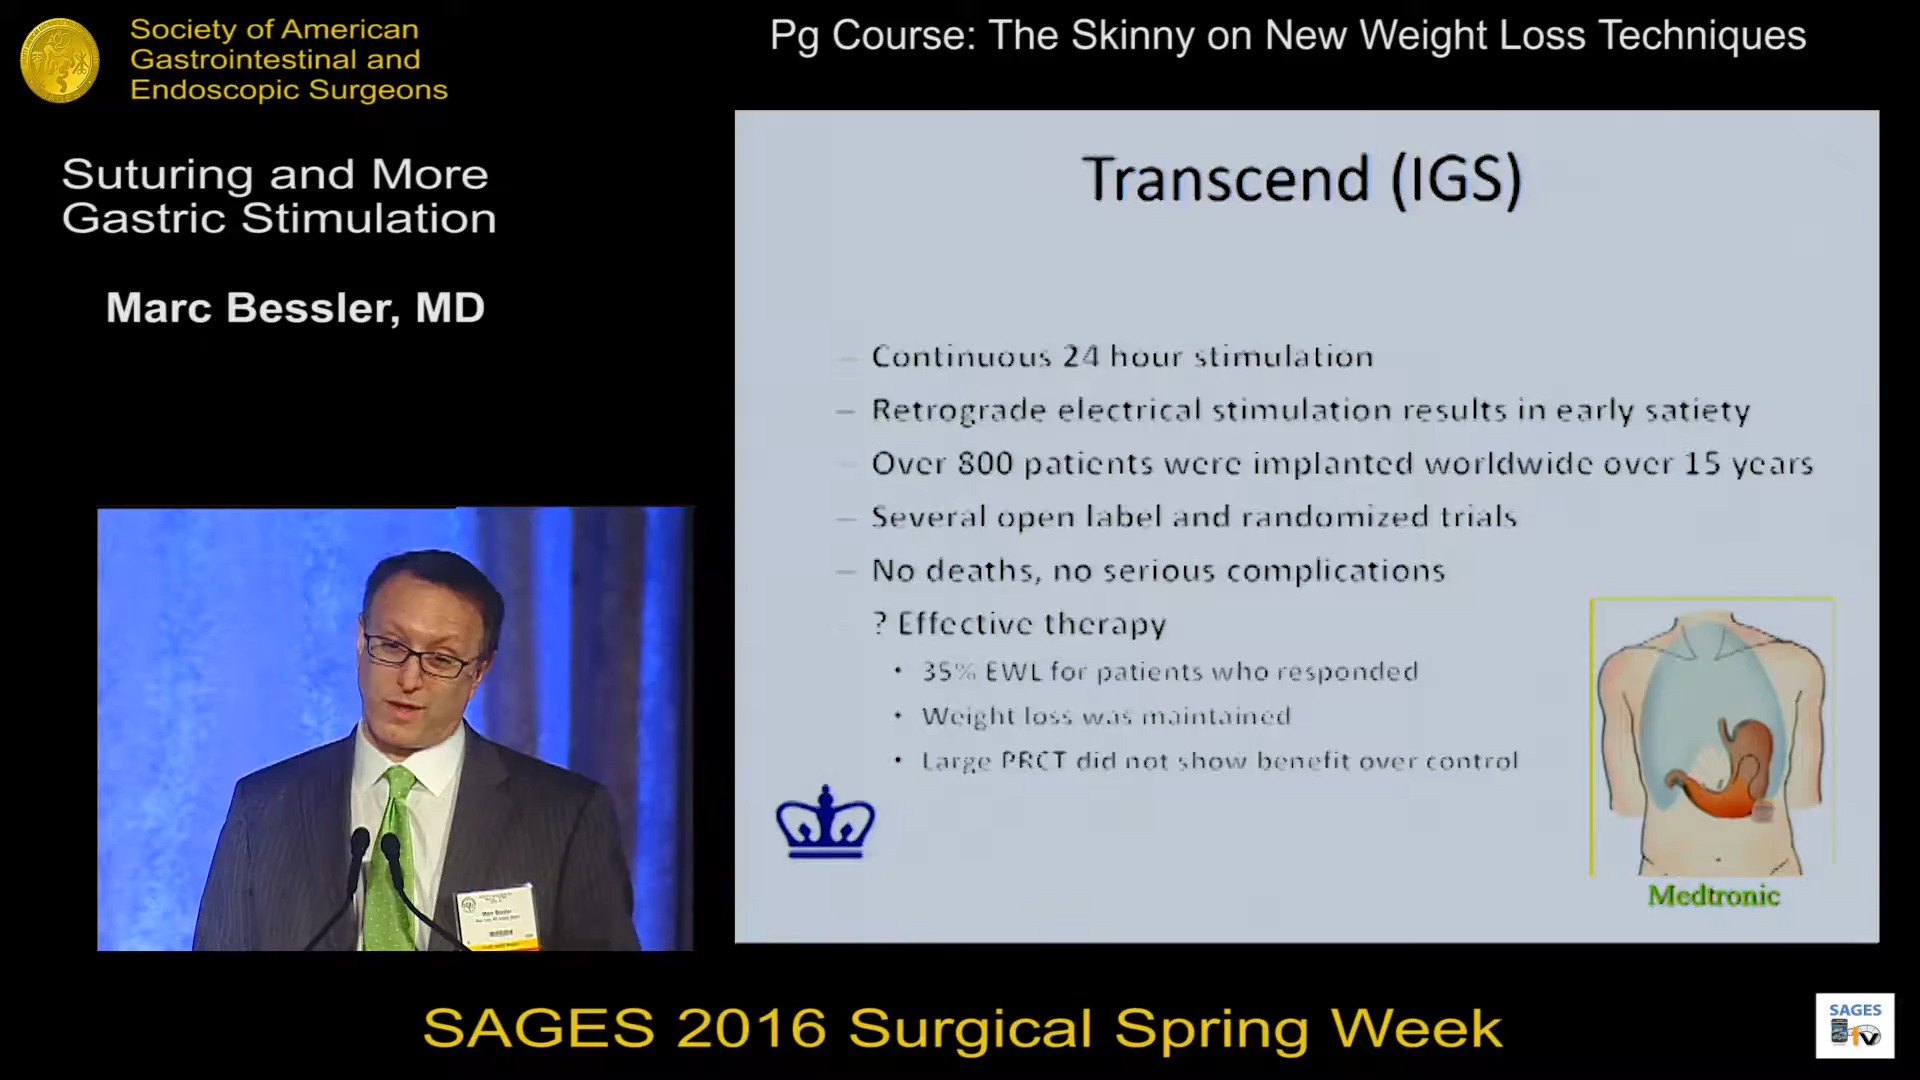 Society of American
Gastrointestinal and
Endoscopic Surgeons
Pg Course: The Skinny on New Weight Loss Techniques
Suturing and More
Gastric Stimulation
Marc Bessler, MD
Transcend (IGS)
– Continuous 24 hour stimulation
– Retrograde electrical stimulation results in early satiety
– Over 800 patients were implanted worldwide over 15 years
– Several open label and randomized trials
– No deaths, no serious complications
? Effective therapy
• 35% EWL for patients who responded
• Weight loss was maintained
• Large PRCT did not show benefit over control
Medtronic
Marc Bessler
SAGES 2016 Surgical Spring Week
SAGES
TV